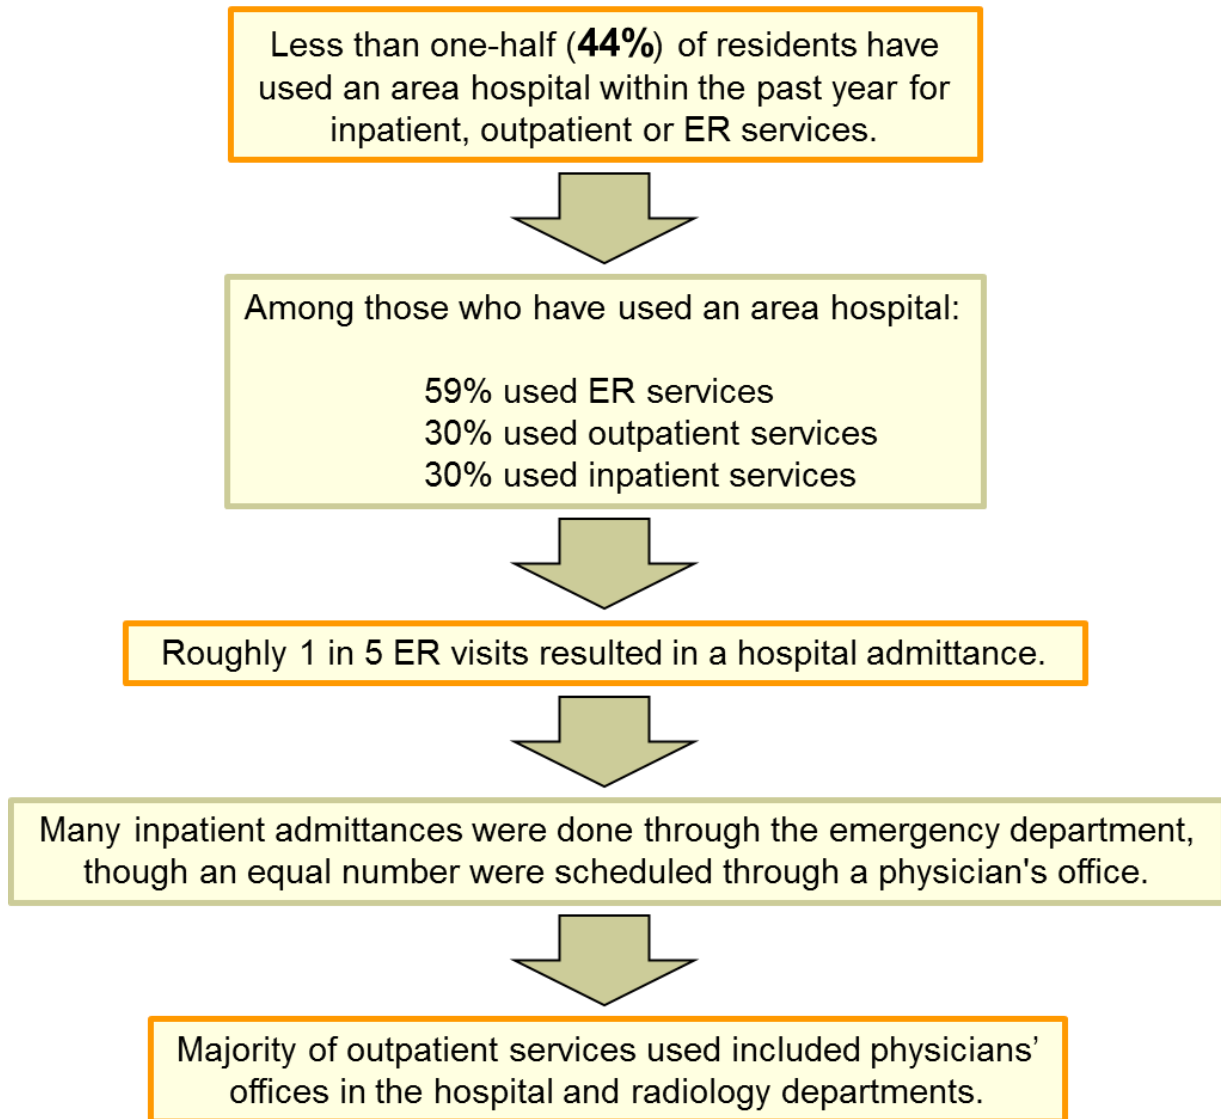 Less than one-half (44%) of residents have
used an area hospital within the past year for
inpatient, outpatient or ER services.
Among those who have used an area hospital:
59% used ER services
30% used outpatient services
30% used inpatient services
Roughly 1 in 5 ER visits resulted in a hospital admittance.
Many inpatient admittances were done through the emergency department,
though an equal number were scheduled through a physician's office.
Majority of outpatient services used included physicians’
offices in the hospital and radiology departments.